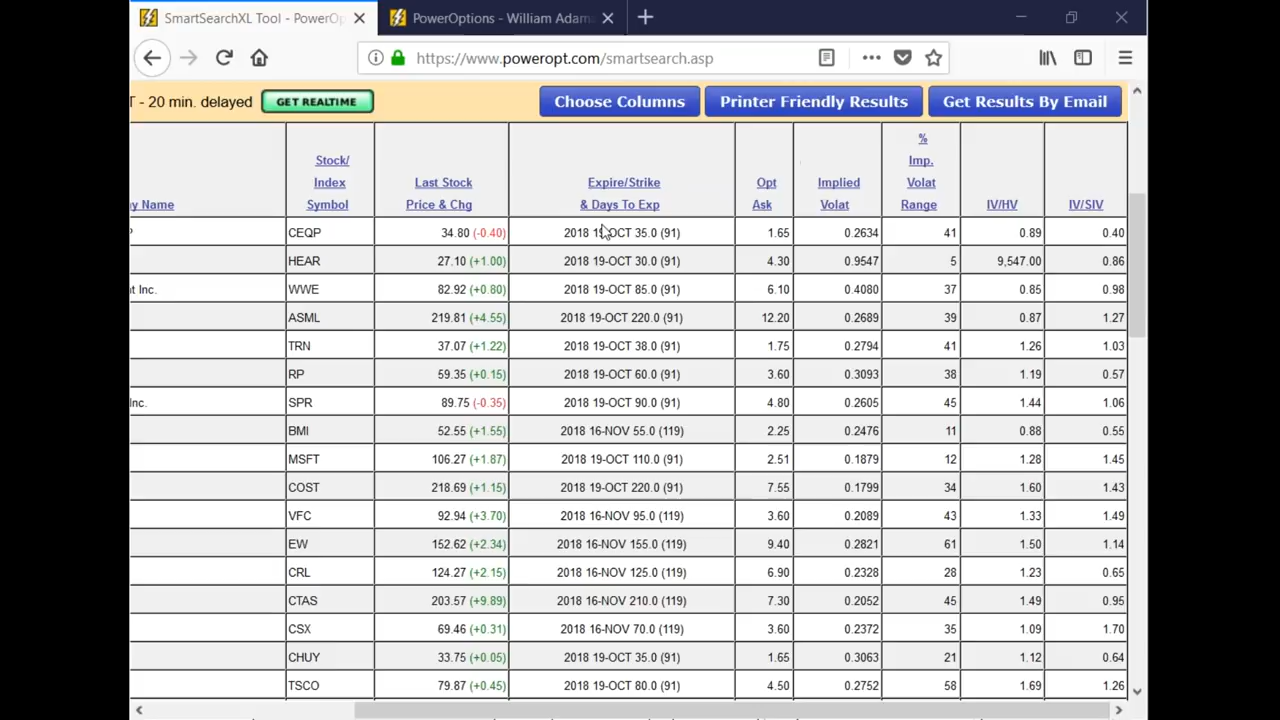 SmartSearchXL Tool - PowerOp
PowerOptions - William Adam
https://www.poweropt.com/smartsearch.asp
T - 20 min. delayed GET REALTIME Choose Columns Printer Friendly Results Get Results By Email
y Name Stock/ Index Symbol Last Stock Price & Chg Expire/Strike & Days To Exp Opt Ask Implied Volat % Imp. Volat Range IV/HV IV/SIV
CEQP 34.80 (-0.40) 2018 19-OCT 35.0 (91) 1.65 0.2634 41 0.89 0.40
HEAR 27.10 (+1.00) 2018 19-OCT 30.0 (91) 4.30 0.9547 5 9,547.00 0.86
t Inc. WWE 82.92 (+0.80) 2018 19-OCT 85.0 (91) 6.10 0.4080 37 0.85 0.98
ASML 219.81 (+4.55) 2018 19-OCT 220.0 (91) 12.20 0.2689 39 0.87 1.27
TRN 37.07 (+1.22) 2018 19-OCT 38.0 (91) 1.75 0.2794 41 1.26 1.03
RP 59.35 (+0.15) 2018 19-OCT 60.0 (91) 3.60 0.3093 38 1.19 0.57
Inc. SPR 89.75 (-0.35) 2018 19-OCT 90.0 (91) 4.80 0.2605 45 1.44 1.06
BMI 52.55 (+1.55) 2018 16-NOV 55.0 (119) 2.25 0.2476 11 0.88 0.55
MSFT 106.27 (+1.87) 2018 19-OCT 110.0 (91) 2.51 0.1879 12 1.28 1.45
COST 218.69 (+1.15) 2018 19-OCT 220.0 (91) 7.55 0.1799 34 1.60 1.43
VFC 92.94 (+3.70) 2018 16-NOV 95.0 (119) 3.60 0.2089 43 1.33 1.49
EW 152.62 (+2.34) 2018 16-NOV 155.0 (119) 9.40 0.2821 61 1.50 1.14
CRL 124.27 (+2.15) 2018 16-NOV 125.0 (119) 6.90 0.2328 28 1.23 0.65
CTAS 203.57 (+9.89) 2018 16-NOV 210.0 (119) 7.30 0.2052 45 1.49 0.95
CSX 69.46 (+0.31) 2018 16-NOV 70.0 (119) 3.60 0.2372 35 1.09 1.70
CHUY 33.75 (+0.05) 2018 19-OCT 35.0 (91) 1.65 0.3063 21 1.12 0.64
TSCO 79.87 (+0.45) 2018 19-OCT 80.0 (91) 4.50 0.2752 58 1.69 1.26